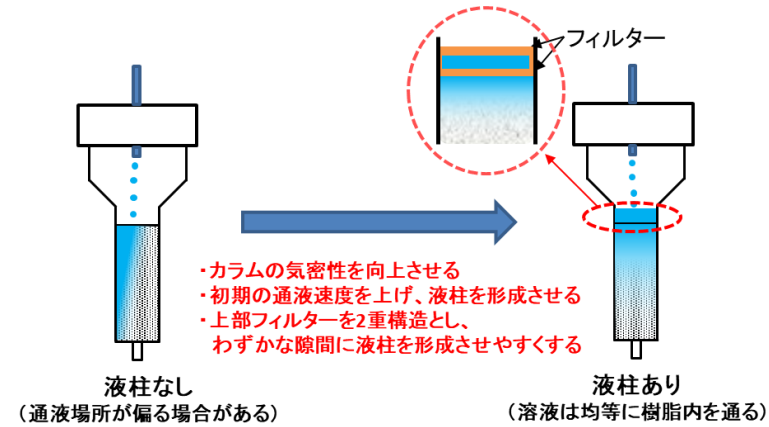 フィルター
・カラムの気密性を向上させる
・初期の通液速度を上げ、液柱を形成させる
・上部フィルターを2重構造とし、
わずかな隙間に液柱を形成させやすくする
液柱なし
（通液場所が偏る場合がある）
液柱あり
（溶液は均等に樹脂内を通る）